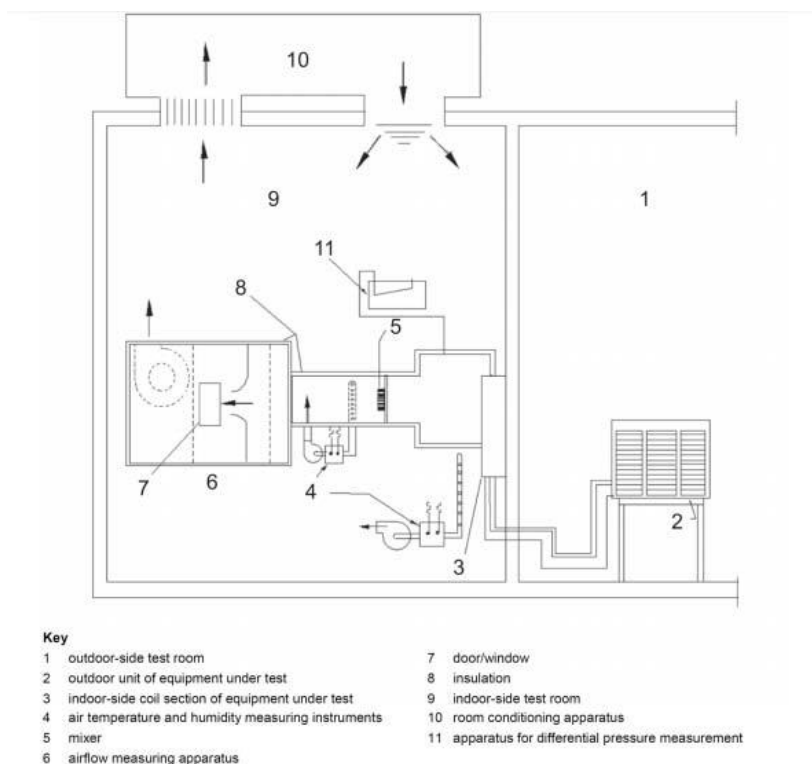 10
9
1
11
8
5
7
6
4
3
2
Key
1 outdoor-side test room
2 outdoor unit of equipment under test
3 indoor-side coil section of equipment under test
4 air temperature and humidity measuring instruments
5 mixer
6 airflow measuring apparatus
7 door/window
8 insulation
9 indoor-side test room
10 room conditioning apparatus
11 apparatus for differential pressure measurement